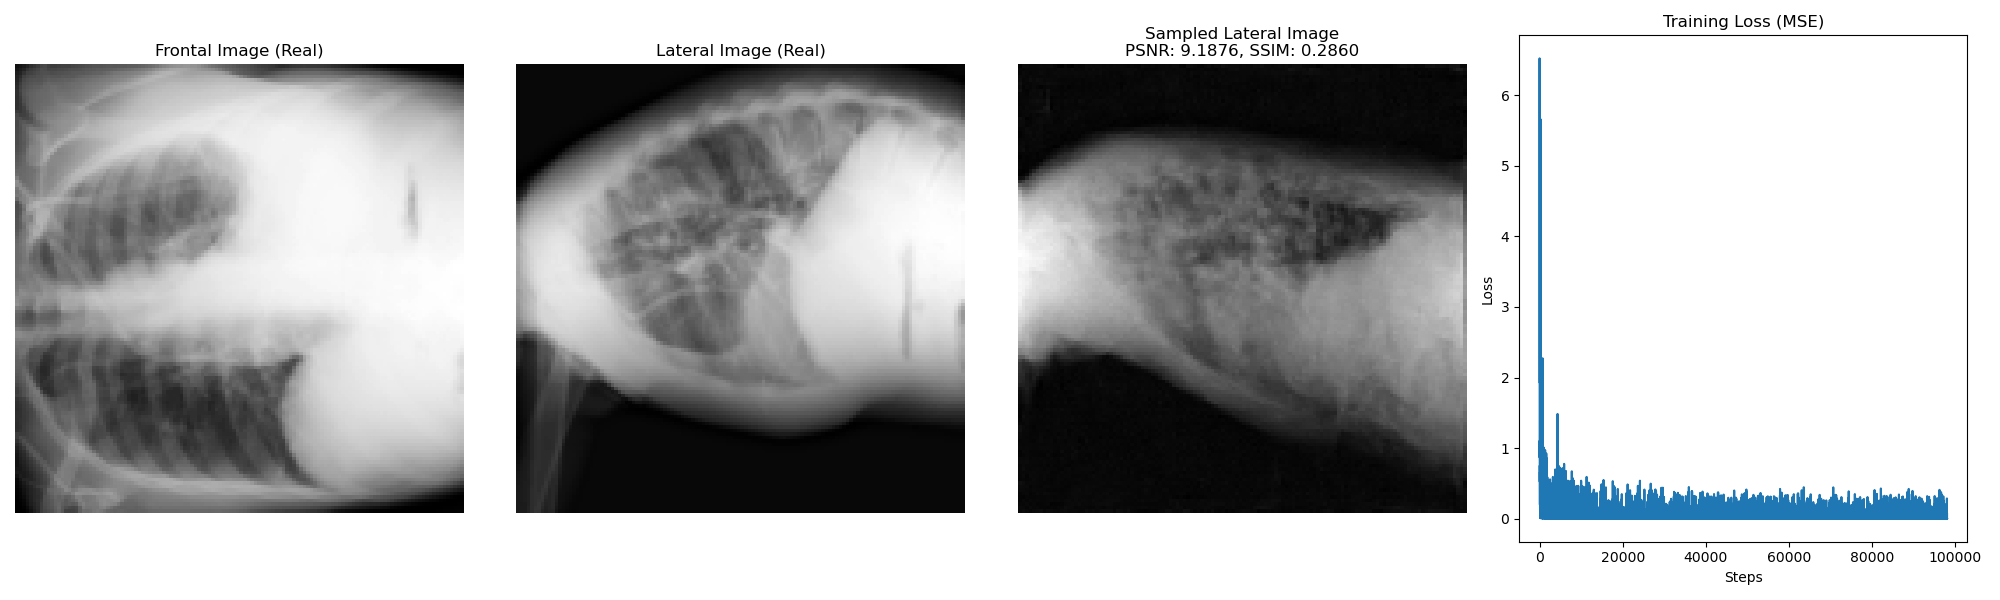 Frontal Image (Real)
Lateral Image (Real)
Sampled Lateral Image
PSNR: 9.1876, SSIM: 0.2860
Training Loss (MSE)
Loss
6
5
4
3
2
1
0
0
20000
40000
60000
80000
100000
Steps